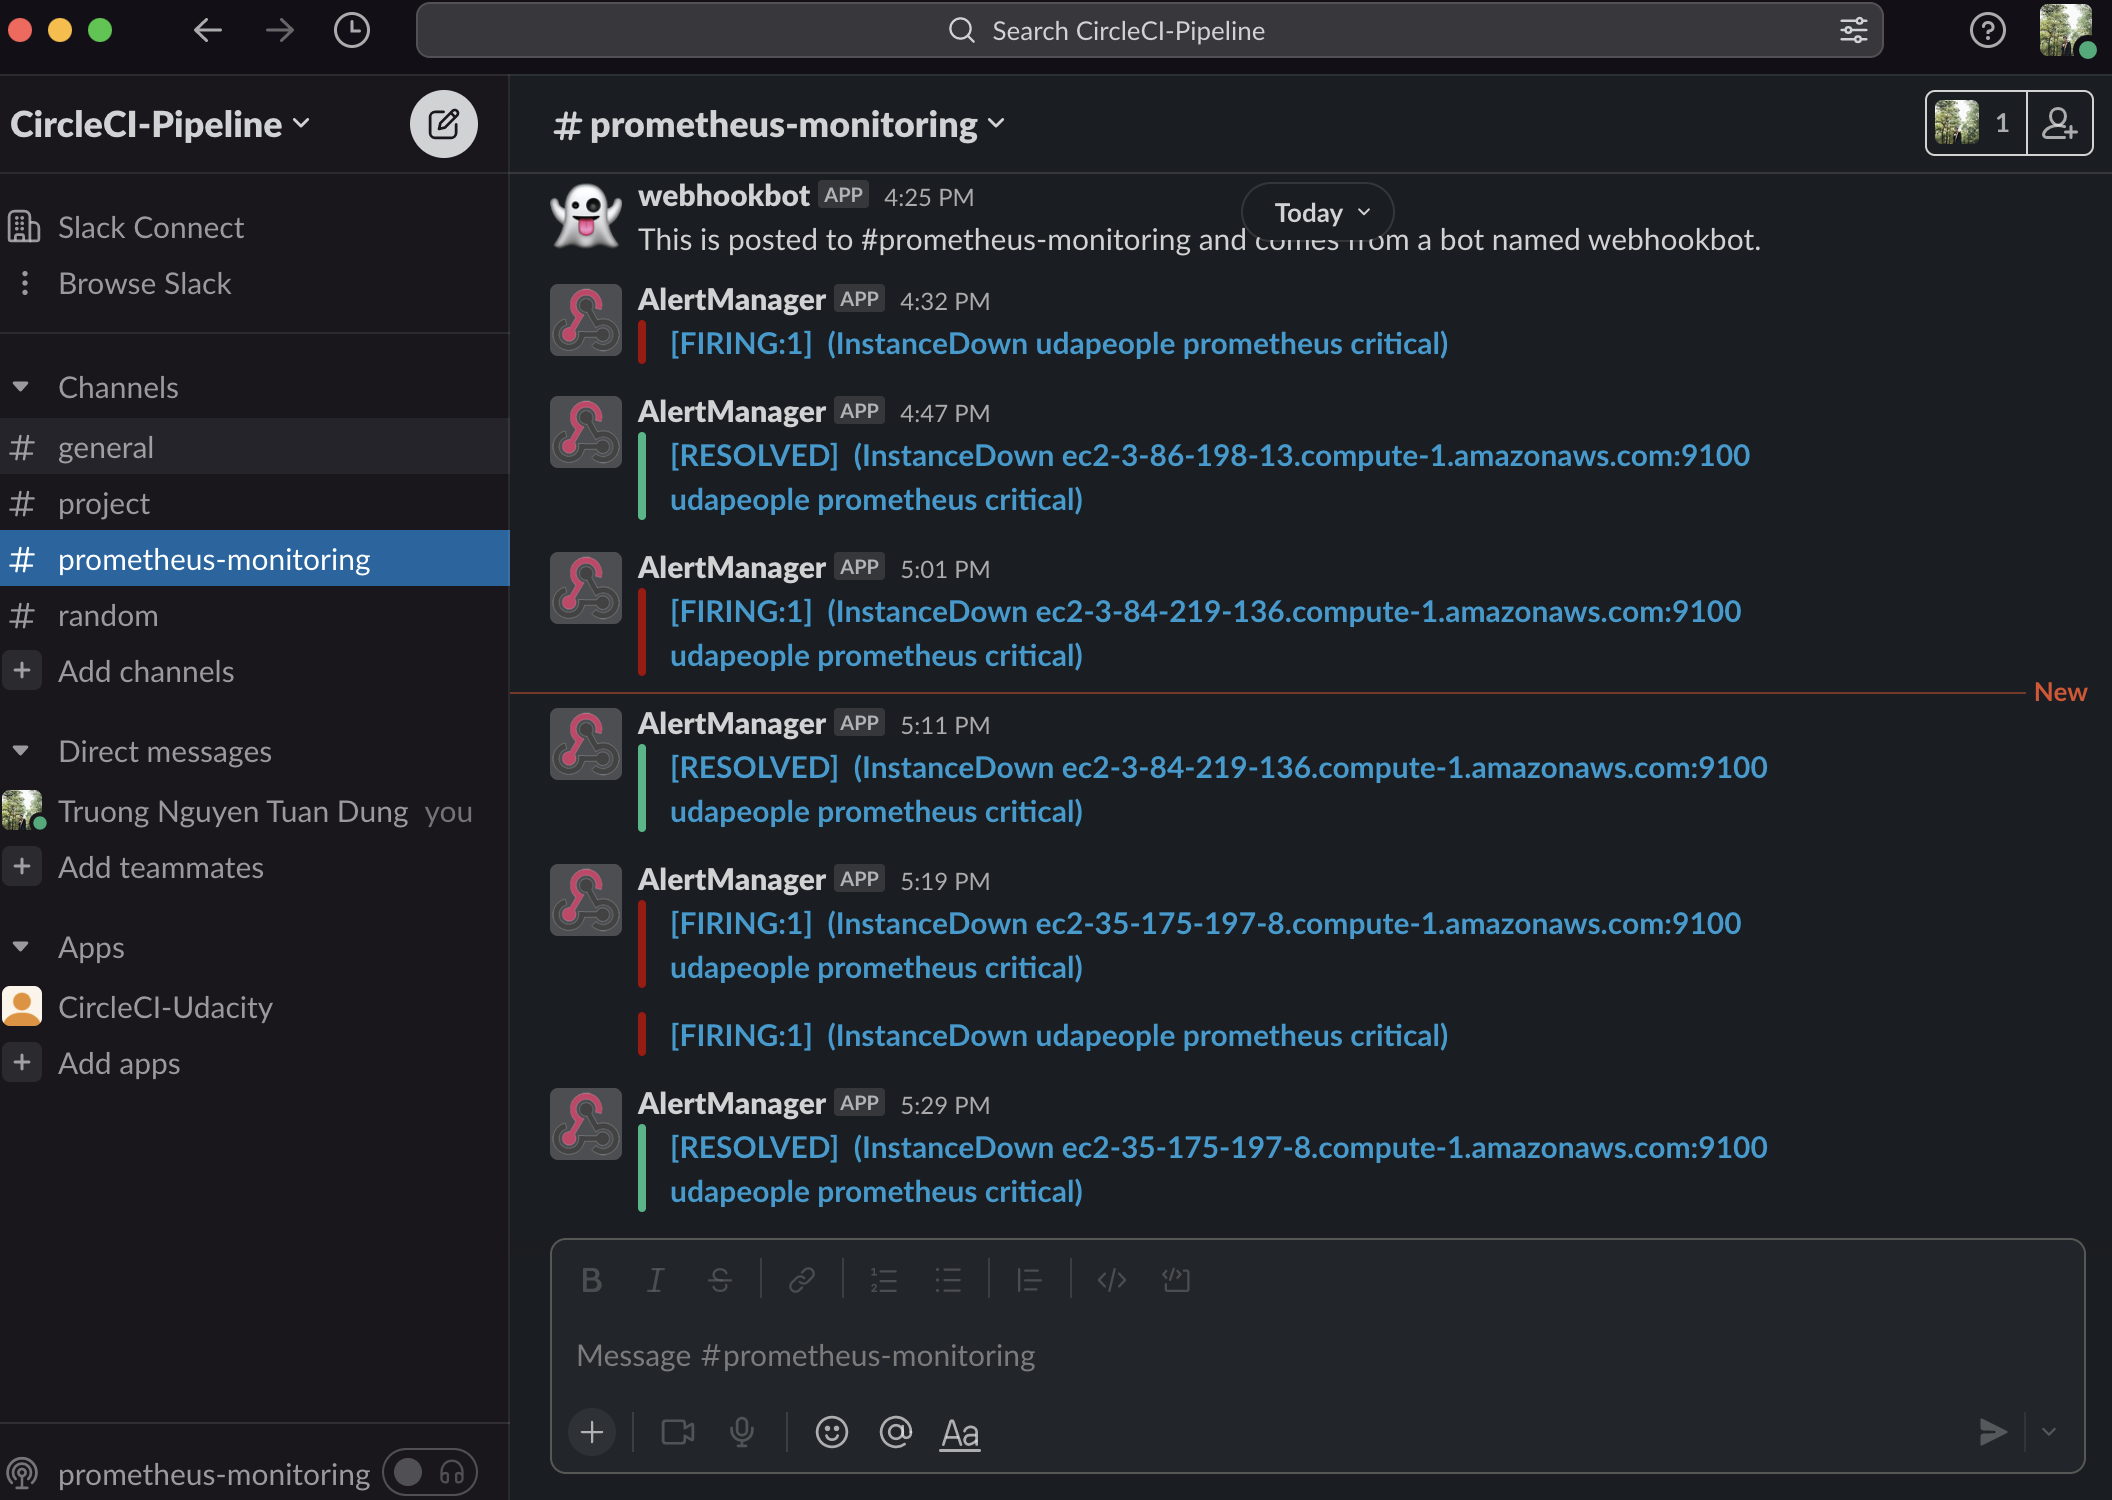 Search CircleCI-Pipeline
CircleCI-Pipeline
Slack Connect
Browse Slack
Channels
# general
# project
# prometheus-monitoring
# random
+ Add channels
Direct messages
Truong Nguyen Tuan Dung you
+ Add teammates
Apps
CircleCI-Udacity
+ Add apps
prometheus-monitoring
# prometheus-monitoring
1
Today
webhookbot APP 4:25 PM
This is posted to #prometheus-monitoring and comes from a bot named webhookbot.
AlertManager APP 4:32 PM
[FIRING:1] (InstanceDown udapeople prometheus critical)
AlertManager APP 4:47 PM
[RESOLVED] (InstanceDown ec2-3-86-198-13.compute-1.amazonaws.com:9100
udapeople prometheus critical)
AlertManager APP 5:01 PM
[FIRING:1] (InstanceDown ec2-3-84-219-136.compute-1.amazonaws.com:9100
udapeople prometheus critical)
New
AlertManager APP 5:11 PM
[RESOLVED] (InstanceDown ec2-3-84-219-136.compute-1.amazonaws.com:9100
udapeople prometheus critical)
AlertManager APP 5:19 PM
[FIRING:1] (InstanceDown ec2-35-175-197-8.compute-1.amazonaws.com:9100
udapeople prometheus critical)
[FIRING:1] (InstanceDown udapeople prometheus critical)
AlertManager APP 5:29 PM
[RESOLVED] (InstanceDown ec2-35-175-197-8.compute-1.amazonaws.com:9100
udapeople prometheus critical)
B I S
Message #prometheus-monitoring
+ @ Aa